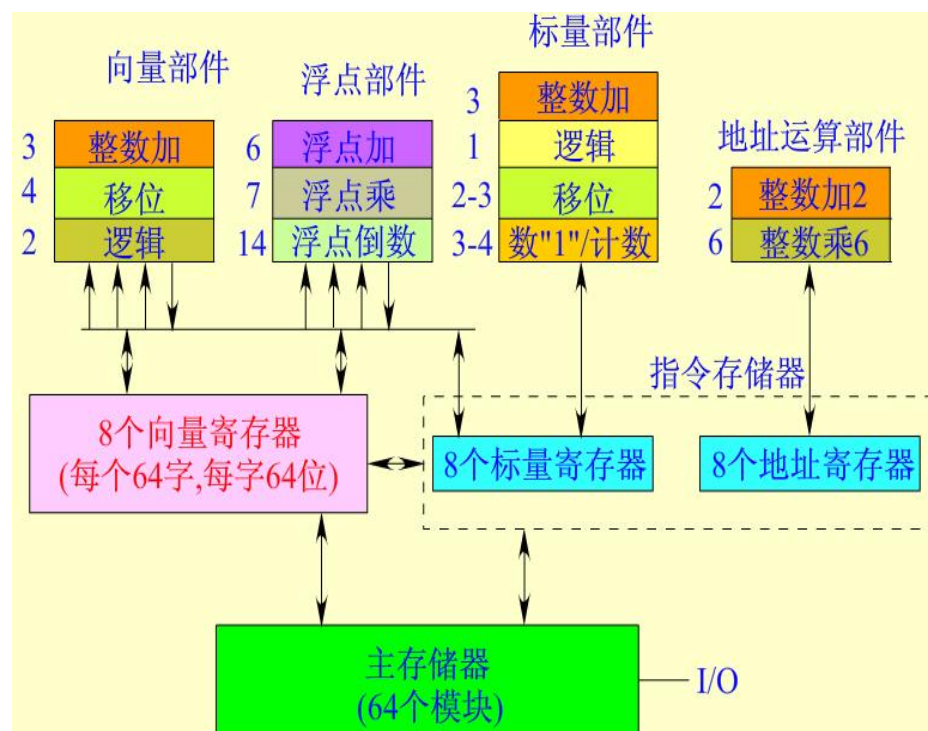 向量部件
3 整数加
4 移位
2 逻辑
浮点部件
6 浮点加
7 浮点乘
14 浮点倒数
标量部件
3 整数加
1 逻辑
2-3 移位
3-4 数"1"/计数
地址运算部件
2 整数加2
6 整数乘6
指令存储器
8个向量寄存器
(每个64字,每字64位)
8个标量寄存器
8个地址寄存器
主存储器
(64个模块)
I/O